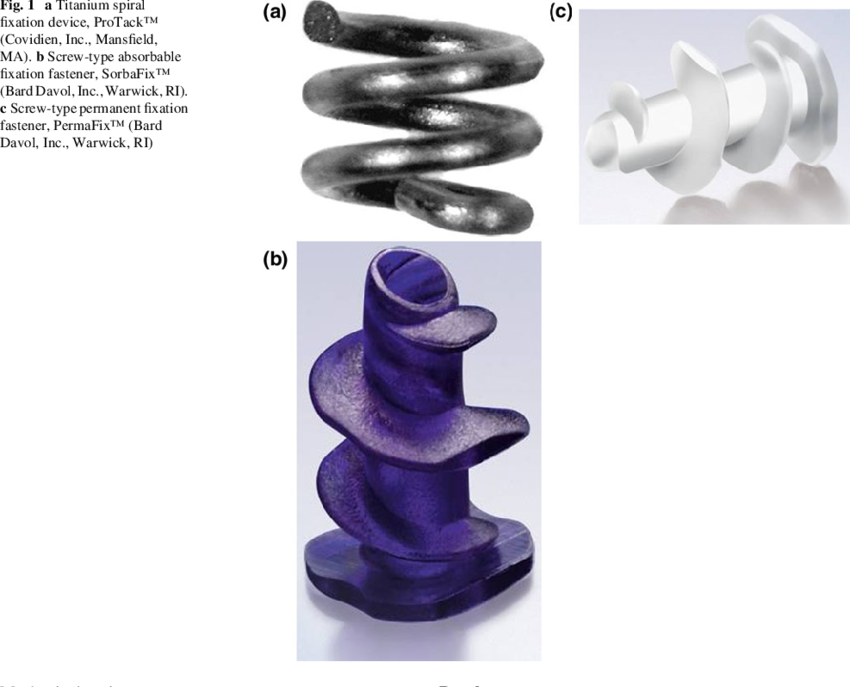 Fig. 1 a Titanium spiral
fixation device, ProTack™
(Covidien, Inc., Mansfield,
MA). b Screw-type absorbable
fixation fastener, SorbaFix™
(Bard Davol, Inc., Warwick, RI).
c Screw-type permanent fixation
fastener, PermaFix™ (Bard
Davol, Inc., Warwick, RI)
(a)
(c)
(b)